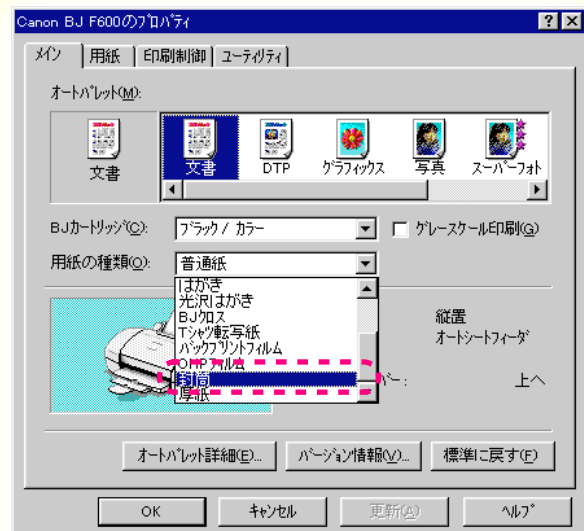 Canon BJ F600のプロパティ
メイン 用紙 印刷制御 ユーティリティ
オートパレット(M):
文書 文書 DTP グラフィックス 写真 スーパーフォト
BJカートリッジ(C): ブラック / カラー グレースケール印刷(G)
用紙の種類(O): 普通紙
はがき
光沢はがき
BJクロス
Tシャツ転写紙
バックプリントフィルム
OHPフィルム
封筒
厚紙
縦置
オートシートフィーダ
バー: 上へ
オートパレット詳細(E)... バージョン情報(V)... 標準に戻す(F)
OK キャンセル 更新(A) ヘルプ